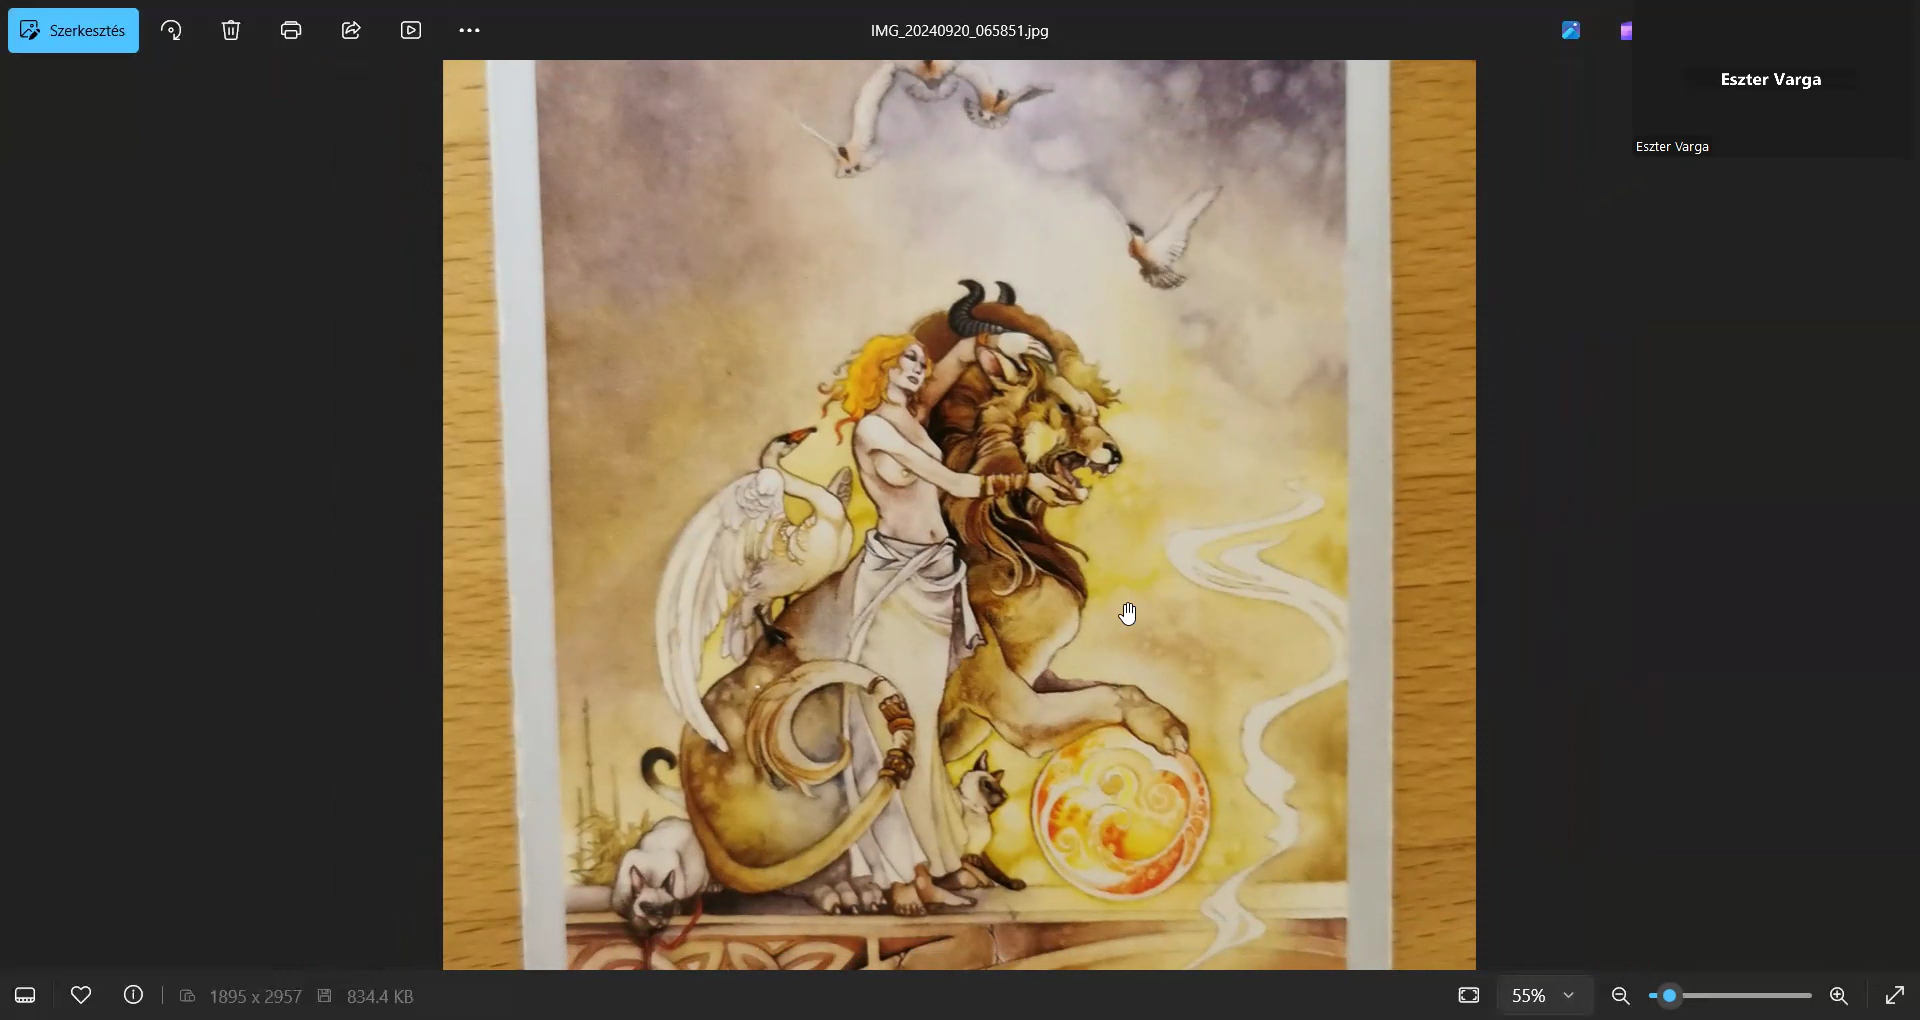 Szerkesztés
IMG_20240920_065851.jpg
Eszter Varga
Eszter Varga
1895 x 2957
834.4 KB
55%